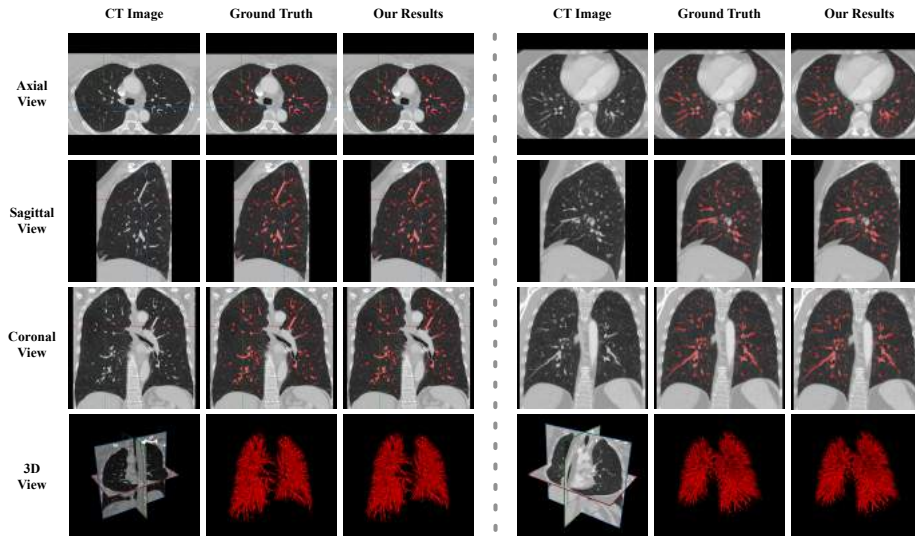 CT Image Ground Truth Our Results CT Image Ground Truth Our Results
Axial
View
Sagittal
View
Coronal
View
3D
View